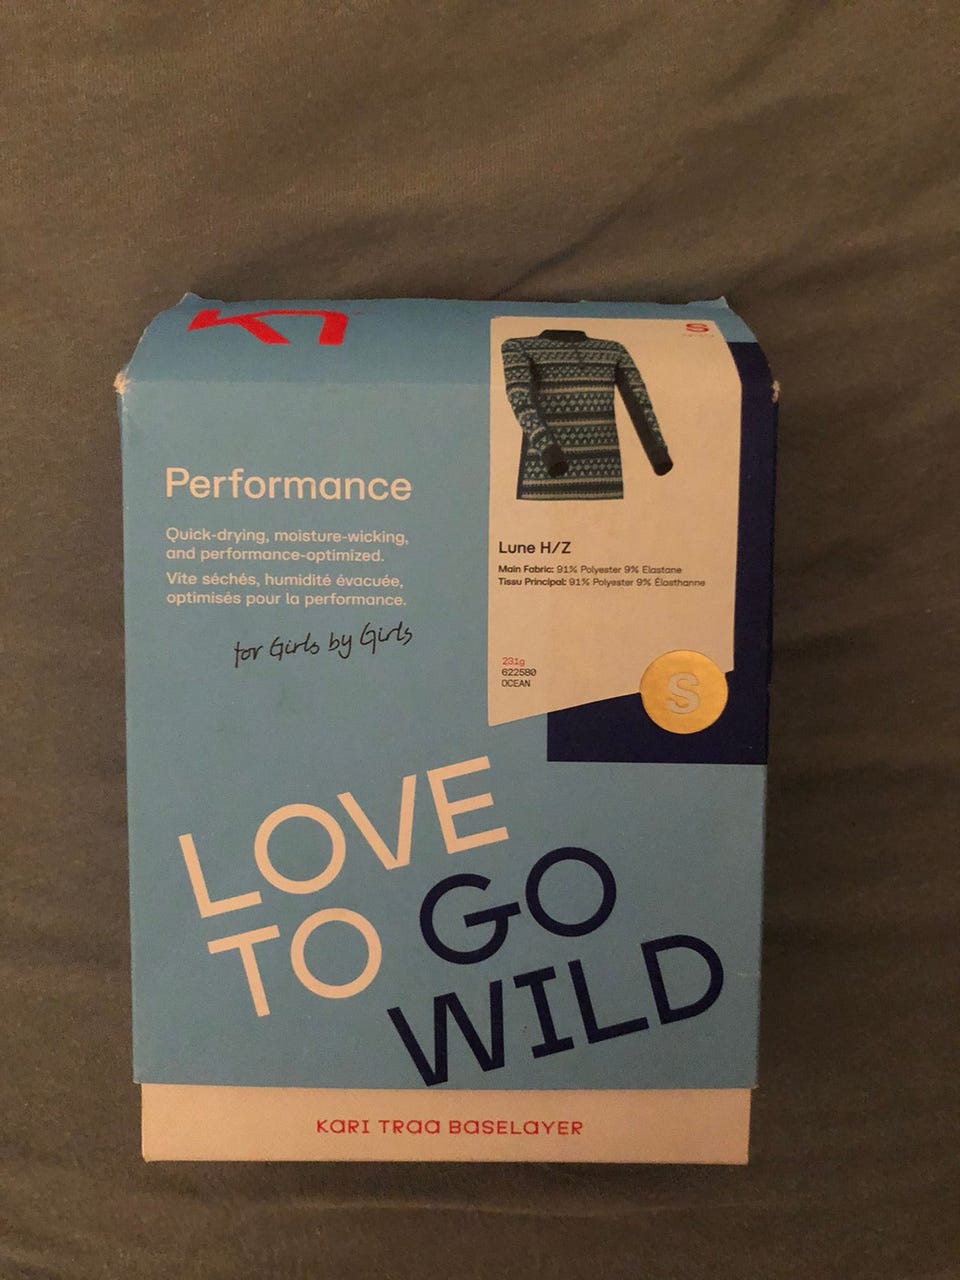 KT
S
Performance
Quick-drying, moisture-wicking,
and performance-optimized.
Vite séchés, humidité évacuée,
optimisés pour la performance.
for Girls by Girls
Lune H/Z
Main Fabric: 91% Polyester 9% Elastane
Tissu Principal: 91% Polyester 9% Élasthanne
231g
622580
OCEAN
S
LOVE
TO GO
WILD
KARI TRAA BASELAYER